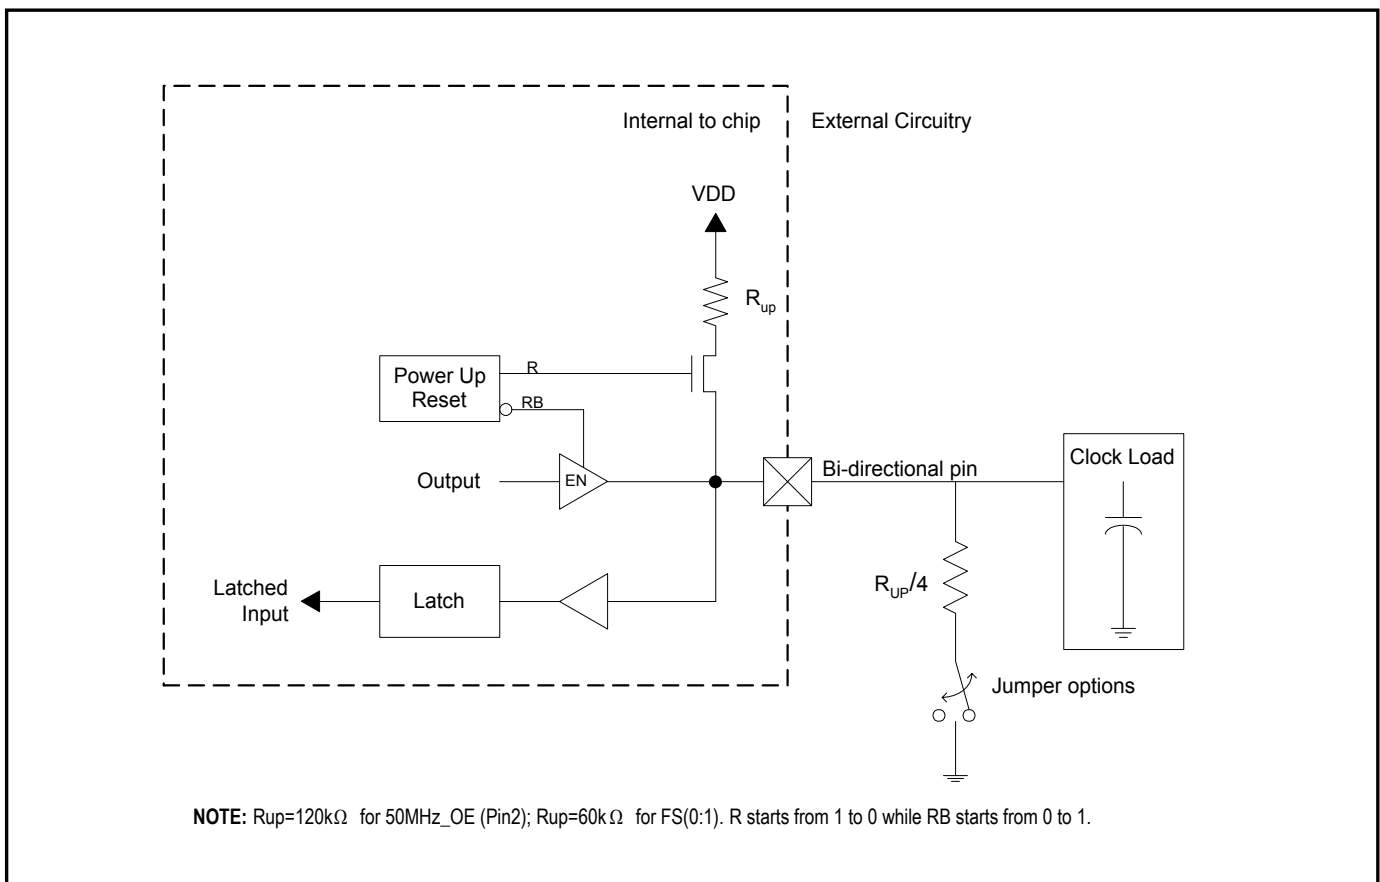 Internal to chip
External Circuitry
VDD
Rup
Power Up
Reset
R
RB
Output
EN
Bi-directional pin
Clock Load
Latched
Input
Latch
RUP/4
Jumper options
NOTE: Rup=120kΩ for 50MHz_OE (Pin2); Rup=60kΩ for FS(0:1). R starts from 1 to 0 while RB starts from 0 to 1.